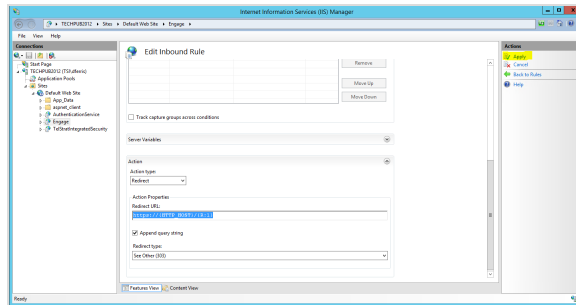 Internet Information Services (IIS) Manager
TECHPUB2012 ▸ Sites ▸ Default Web Site ▸ Engage ▸
File View Help
Connections
Start Page
TECHPUB2012
Application Pools
Sites
Default Web Site
App_Data
aspnet_client
AuthenticationService
Engage
TelStratIntegratedSecurity
Edit Inbound Rule
Remove
Move Up
Move Down
Track capture groups across conditions
Server Variables
Action
Action type:
Redirect
Action Properties
Redirect URL:
https://{HTTP_HOST}/{R:1}
Append query string
Redirect type:
See Other (303)
Features View Content View
Actions
Apply
Cancel
Back to Rules
Help
Ready